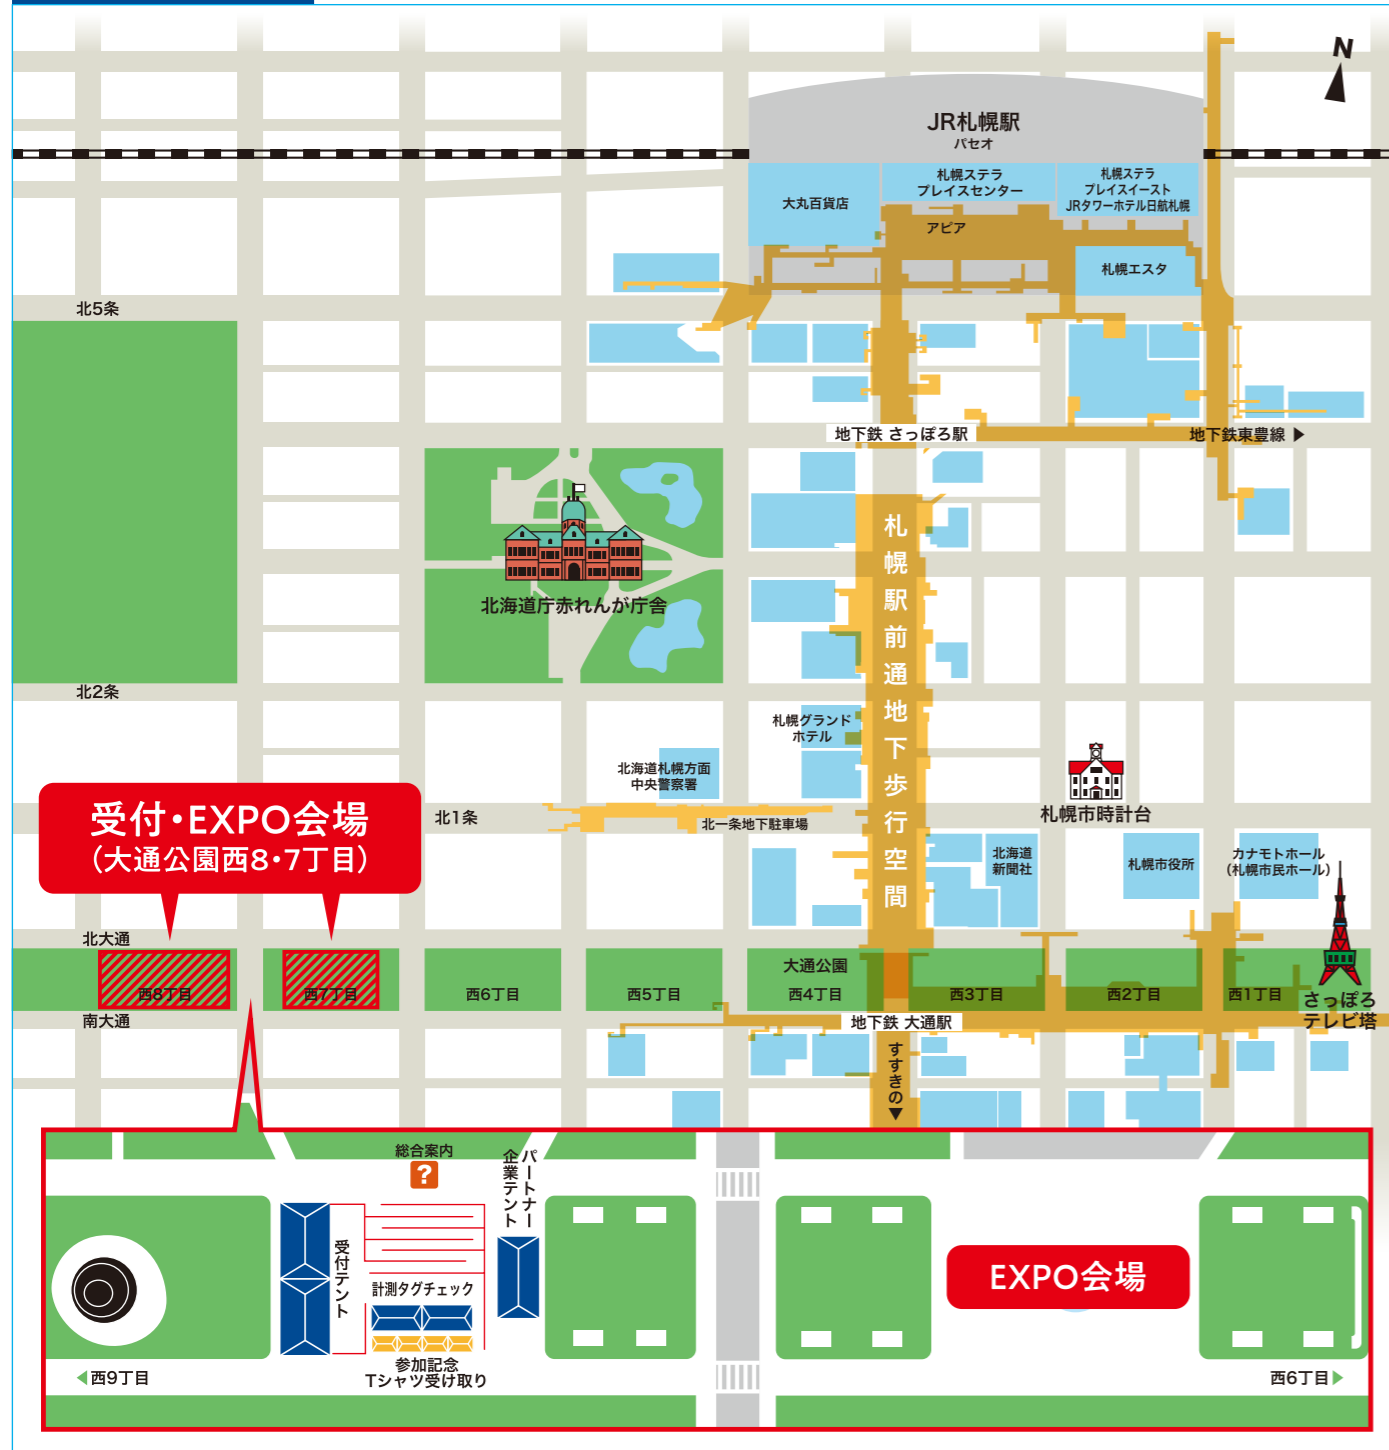 N
JR札幌駅
パセオ
大丸百貨店
札幌ステラ
プレイスセンター
札幌ステラ
プレイスイースト
JRタワーホテル日航札幌
アピア
札幌エスタ
北5条
地下鉄 さっぽろ駅
地下鉄東豊線 ▶
札幌駅前通地下歩行空間
北海道庁赤れんが庁舎
北2条
札幌グランド
ホテル
北海道札幌方面
中央警察署
札幌市時計台
受付・EXPO会場
（大通公園西8・7丁目）
北1条
北一条地下駐車場
北海道
新聞社
札幌市役所
カナモトホール
（札幌市民ホール）
北大通
大通公園
西8丁目
西7丁目
西6丁目
西5丁目
西4丁目
西3丁目
西2丁目
西1丁目
さっぽろ
テレビ塔
南大通
地下鉄 大通駅
すすきの▼
総合案内
?
パートナー
企業テント
受付テント
計測タグチェック
EXPO会場
参加記念
Tシャツ受け取り
◀西9丁目
西6丁目▶